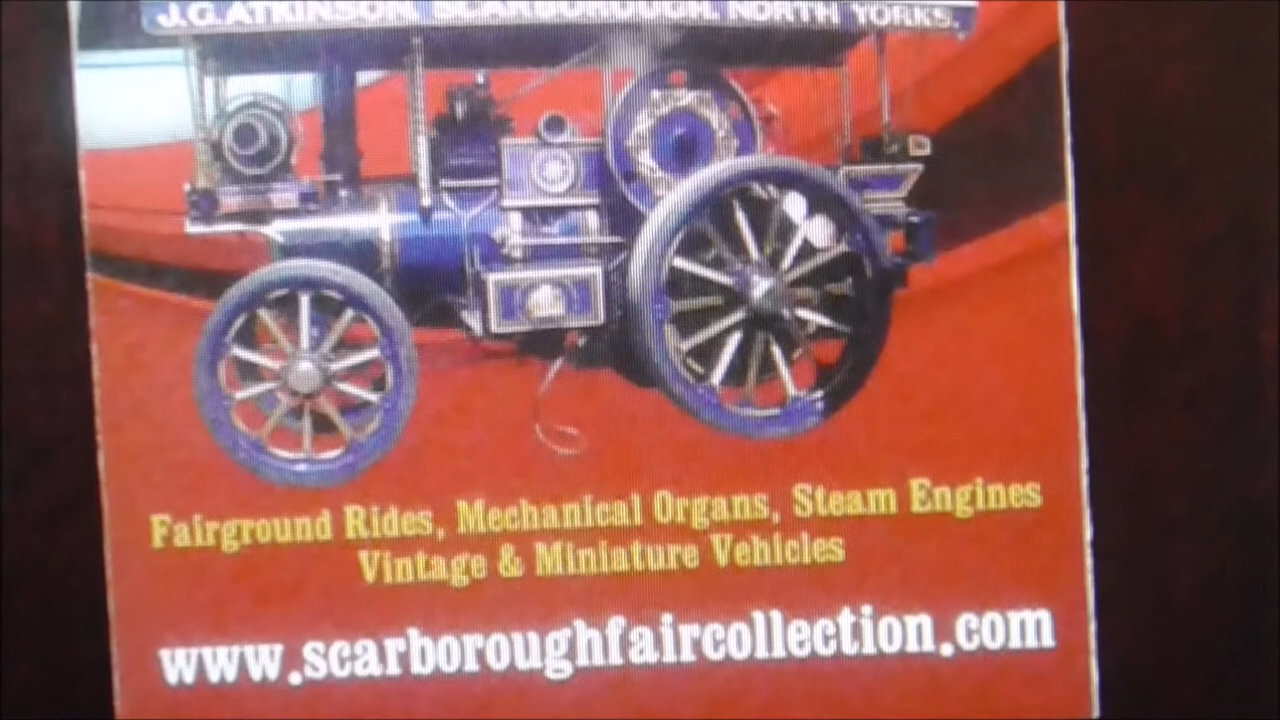 J.G. ATKINSON, SCARBOROUGH, NORTH YORKS.
Fairground Rides, Mechanical Organs, Steam Engines
Vintage & Miniature Vehicles
www.scarboroughfaircollection.com